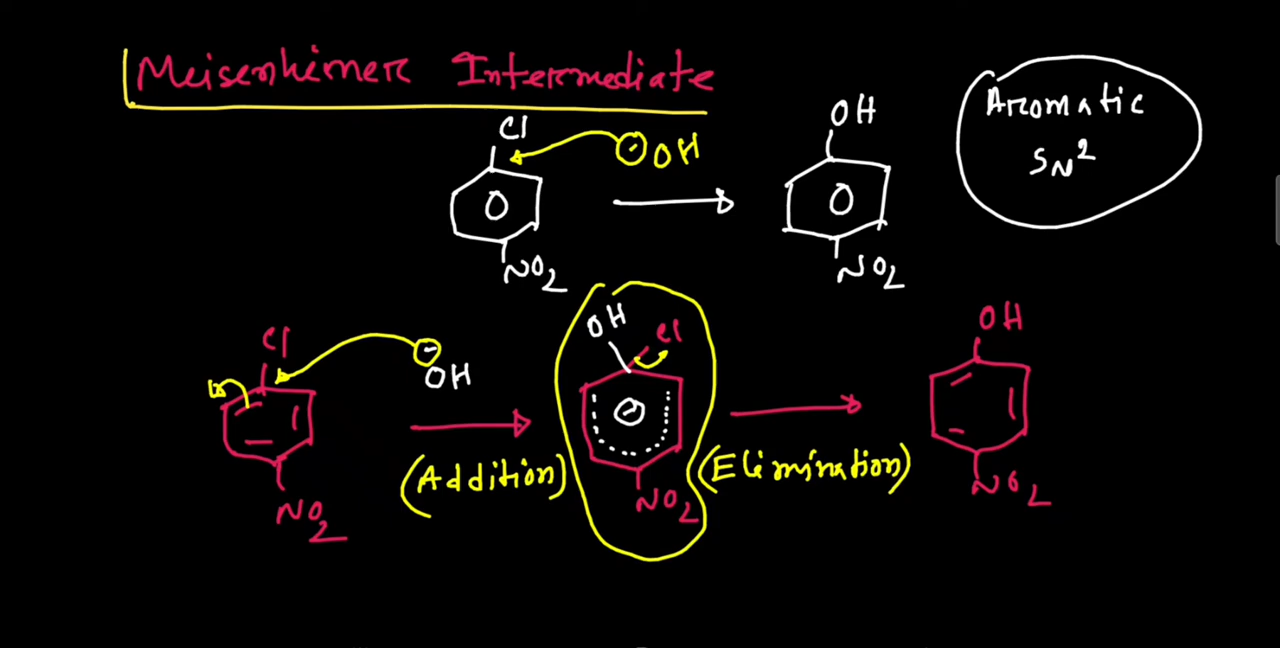 Meisenheimer Intermediate
Aromatic
SN2
Cl
⊖OH
NO2
OH
NO2
Cl
⊖
OH
NO2
(Addition)
OH
Cl
⊖
NO2
(Elimination)
OH
NO2